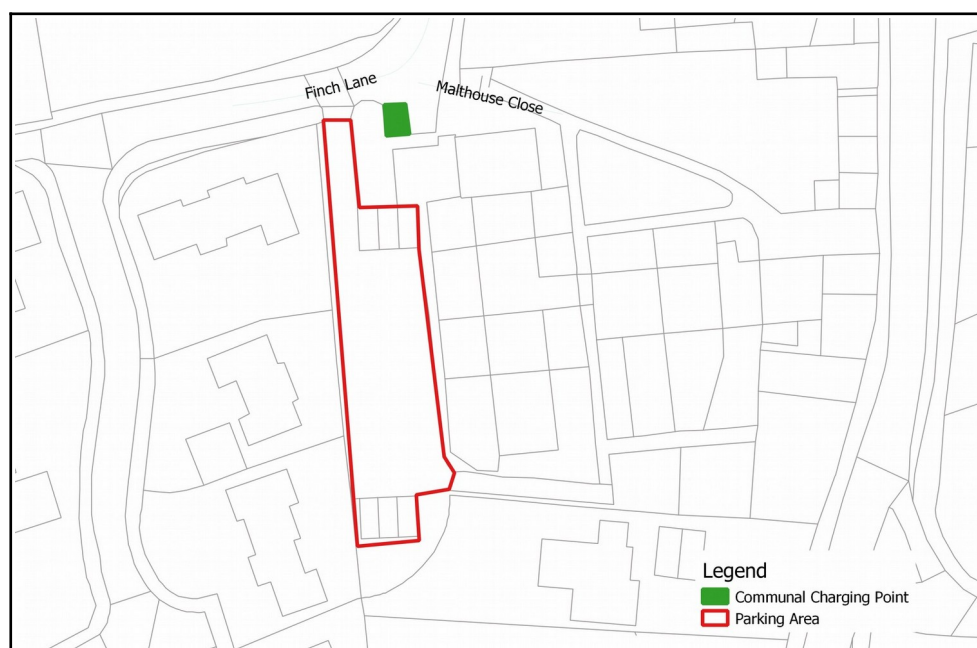 Finch Lane
Malthouse Close
Legend
Communal Charging Point
Parking Area